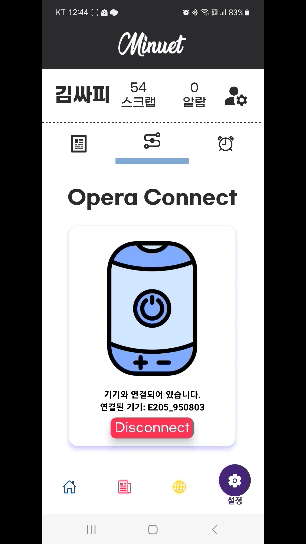 KT 12:44
83%
Minuet
김싸피
54
스크랩
0
알람
Opera Connect
기기와 연결되어 있습니다.
연결된 기기: E205_950803
Disconnect
설정